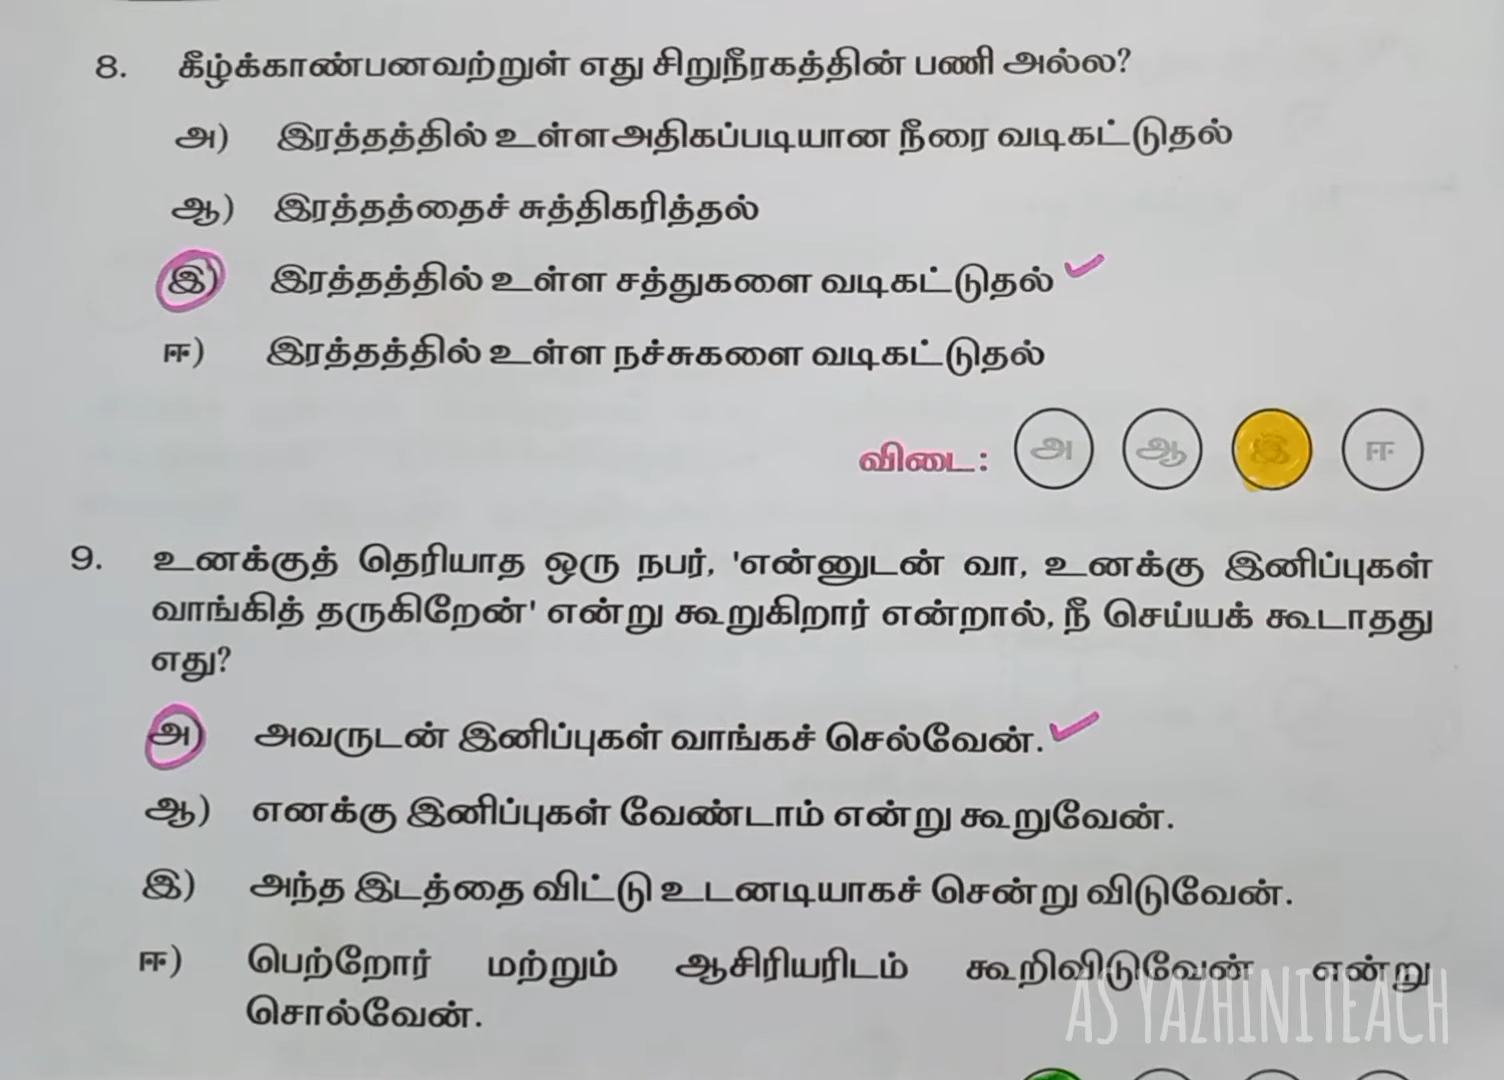 8. கீழ்க்காண்பனவற்றுள் எது சிறுநீரகத்தின் பணி அல்ல?
அ) இரத்தத்தில் உள்ள அதிகப்படியான நீரை வடிகட்டுதல்
ஆ) இரத்தத்தைச் சுத்திகரித்தல்
இ) இரத்தத்தில் உள்ள சத்துகளை வடிகட்டுதல்
ஈ) இரத்தத்தில் உள்ள நச்சுகளை வடிகட்டுதல்
விடை: அ ஆ இ ஈ
9. உனக்குத் தெரியாத ஒரு நபர், 'என்னுடன் வா, உனக்கு இனிப்புகள்
வாங்கித் தருகிறேன்' என்று கூறுகிறார் என்றால், நீ செய்யக் கூடாதது
எது?
அ) அவருடன் இனிப்புகள் வாங்கச் செல்வேன்.
ஆ) எனக்கு இனிப்புகள் வேண்டாம் என்று கூறுவேன்.
இ) அந்த இடத்தை விட்டு உடனடியாகச் சென்று விடுவேன்.
ஈ) பெற்றோர் மற்றும் ஆசிரியரிடம் கூறிவிடுவேன் என்று
சொல்வேன்.
AS YAZHINITEACH